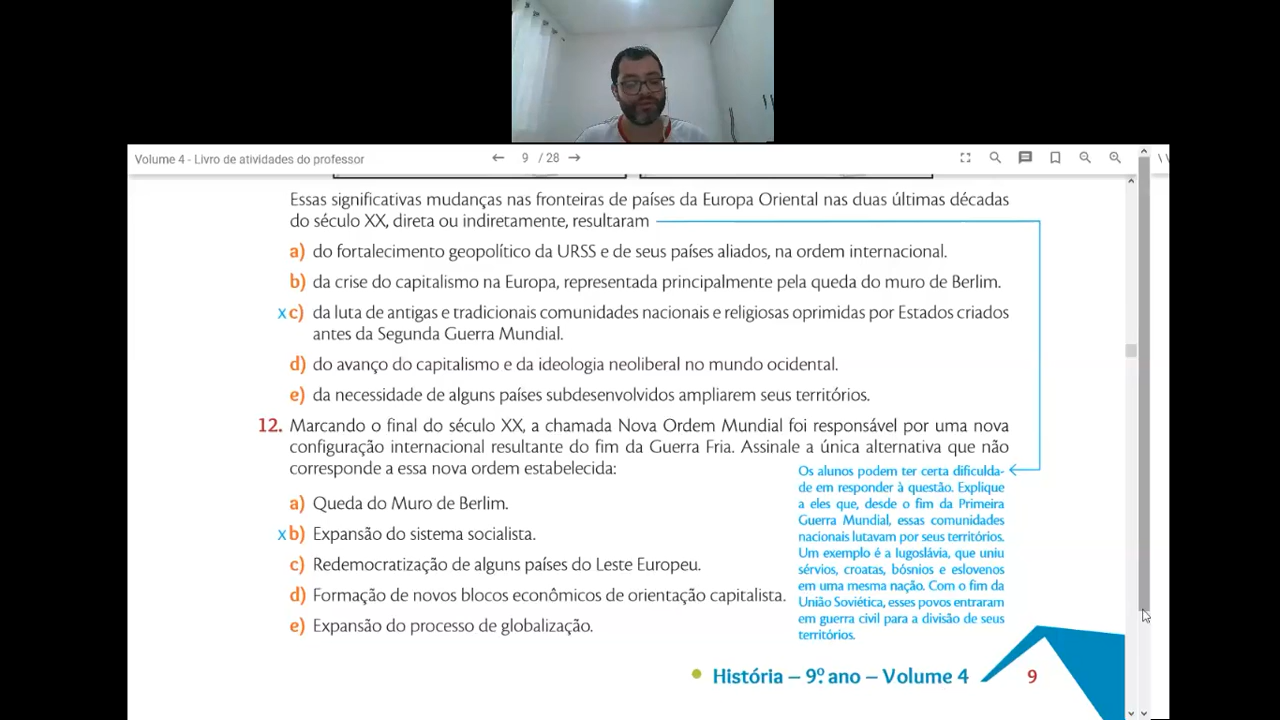 Volume 4 - Livro de atividades do professor
9 / 28
Essas significativas mudanças nas fronteiras de países da Europa Oriental nas duas últimas décadas
do século XX, direta ou indiretamente, resultaram
a) do fortalecimento geopolítico da URSS e de seus países aliados, na ordem internacional.
b) da crise do capitalismo na Europa, representada principalmente pela queda do muro de Berlim.
x c) da luta de antigas e tradicionais comunidades nacionais e religiosas oprimidas por Estados criados
antes da Segunda Guerra Mundial.
d) do avanço do capitalismo e da ideologia neoliberal no mundo ocidental.
e) da necessidade de alguns países subdesenvolvidos ampliarem seus territórios.
12. Marcando o final do século XX, a chamada Nova Ordem Mundial foi responsável por uma nova
configuração internacional resultante do fim da Guerra Fria. Assinale a única alternativa que não
corresponde a essa nova ordem estabelecida:
a) Queda do Muro de Berlim.
x b) Expansão do sistema socialista.
c) Redemocratização de alguns países do Leste Europeu.
d) Formação de novos blocos econômicos de orientação capitalista.
e) Expansão do processo de globalização.
Os alunos podem ter certa dificulda-
de em responder à questão. Explique
a eles que, desde o fim da Primeira
Guerra Mundial, essas comunidades
nacionais lutavam por seus territórios.
Um exemplo é a Iugoslávia, que uniu
sérvios, croatas, bósnios e eslovenos
em uma mesma nação. Com o fim da
União Soviética, esses povos entraram
em guerra civil para a divisão de seus
territórios.
História – 9º. ano – Volume 4
9